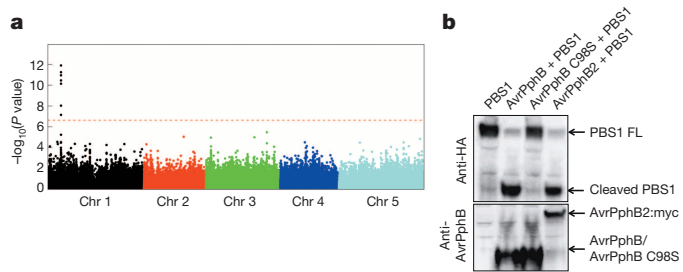 a
–log10(P value)
12
10
8
6
4
2
0
Chr 1
Chr 2
Chr 3
Chr 4
Chr 5
b
PBS1
AvrPphB + PBS1
AvrPphB C98S + PBS1
AvrPphB2 + PBS1
Anti-HA
PBS1 FL
Cleaved PBS1
Anti-
AvrPphB
AvrPphB2:myc
AvrPphB/
AvrPphB C98S